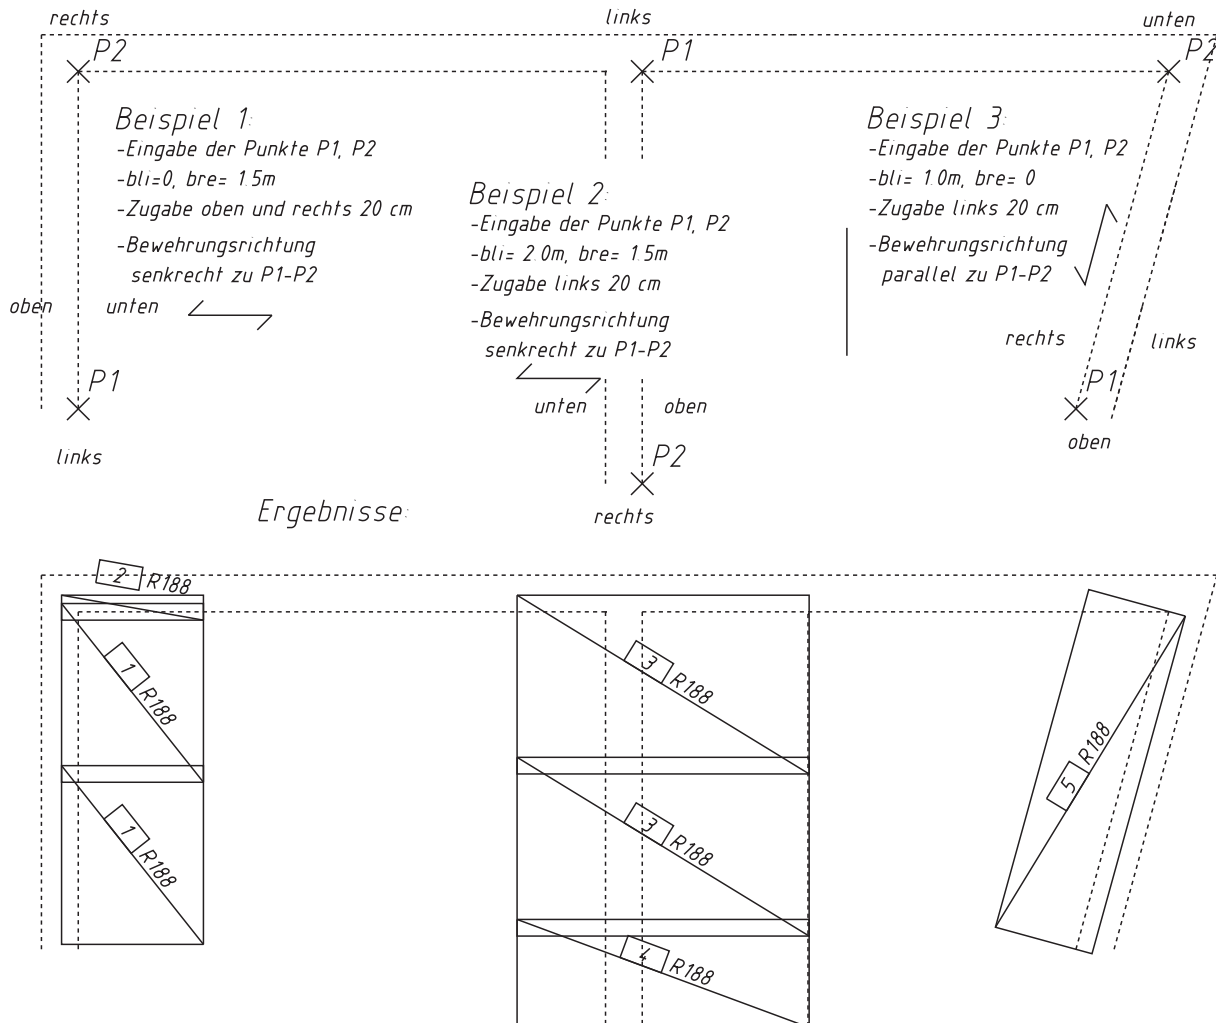 rechts
links
unten
P2
P1
P2
Beispiel 1:
-Eingabe der Punkte P1, P2
-bli=0, bre= 1.5m
-Zugabe oben und rechts 20 cm
-Bewehrungsrichtung
senkrecht zu P1-P2
oben
unten
P1
links
Beispiel 2:
-Eingabe der Punkte P1, P2
-bli= 2.0m, bre= 1.5m
-Zugabe links 20 cm
-Bewehrungsrichtung
senkrecht zu P1-P2
unten
oben
P2
rechts
Beispiel 3:
-Eingabe der Punkte P1, P2
-bli= 1.0m, bre= 0
-Zugabe links 20 cm
-Bewehrungsrichtung
parallel zu P1-P2
rechts
links
P1
oben
Ergebnisse:
2 R188
1 R188
1 R188
3 R188
3 R188
4 R188
5 R188